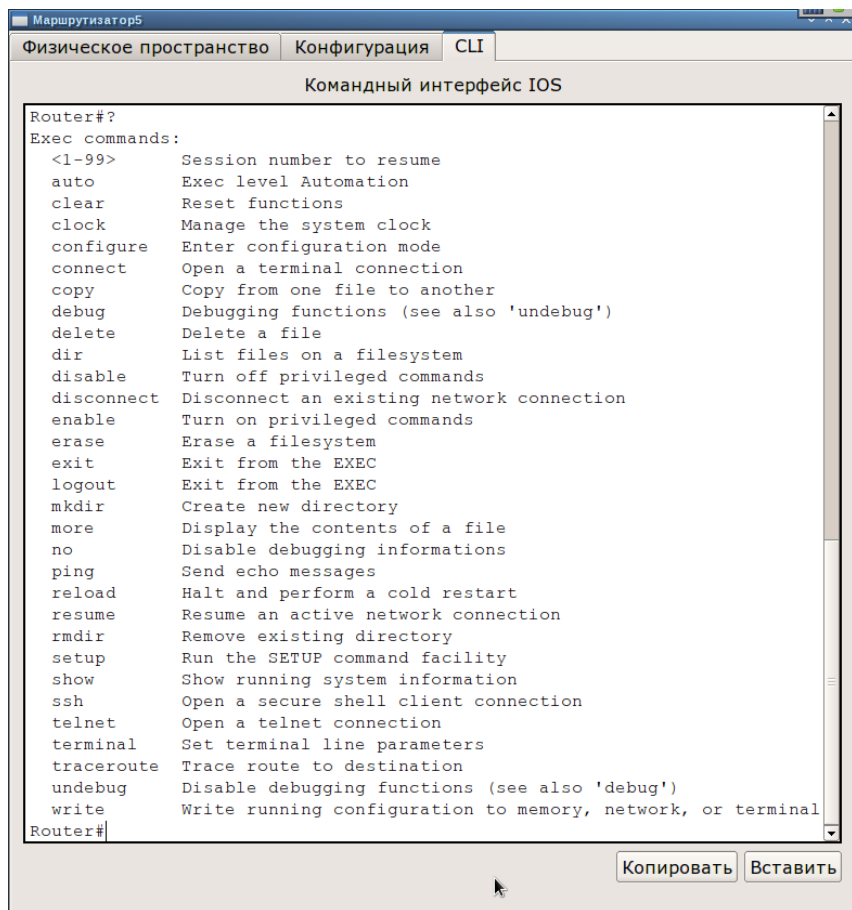 Маршрутизатор5
Физическое пространство Конфигурация CLI
Командный интерфейс IOS
Router#?
Exec commands:
<1-99> Session number to resume
auto Exec level Automation
clear Reset functions
clock Manage the system clock
configure Enter configuration mode
connect Open a terminal connection
copy Copy from one file to another
debug Debugging functions (see also 'undebug')
delete Delete a file
dir List files on a filesystem
disable Turn off privileged commands
disconnect Disconnect an existing network connection
enable Turn on privileged commands
erase Erase a filesystem
exit Exit from the EXEC
logout Exit from the EXEC
mkdir Create new directory
more Display the contents of a file
no Disable debugging informations
ping Send echo messages
reload Halt and perform a cold restart
resume Resume an active network connection
rmdir Remove existing directory
setup Run the SETUP command facility
show Show running system information
ssh Open a secure shell client connection
telnet Open a telnet connection
terminal Set terminal line parameters
traceroute Trace route to destination
undebug Disable debugging functions (see also 'debug')
write Write running configuration to memory, network, or terminal
Router#
Копировать Вставить